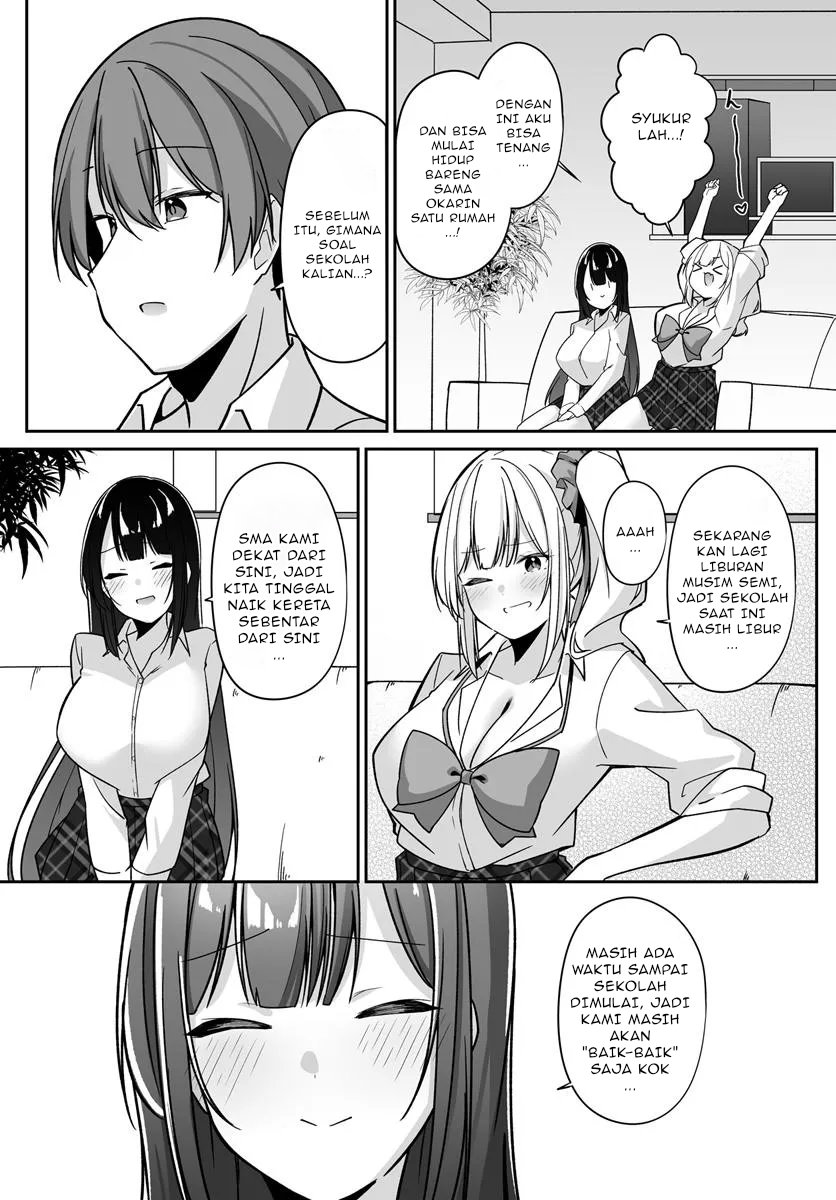 SYUKUR
LAH...!
DENGAN
INI AKU
BISA
TENANG
...
DAN BISA
MULAI
HIDUP
BARENG
SAMA
OKARIN
SATU RUMAH
...!
SEBELUM
ITU, GIMANA
SOAL
SEKOLAH
KALIAN...?
SEKARANG
KAN LAGI
LIBURAN
MUSIM SEMI,
JADI SEKOLAH
SAAT INI
MASIH LIBUR
...
AAAH
...
SMA KAMI
DEKAT DARI
SINI, JADI
KITA TINGGAL
NAIK KERETA
SEBENTAR
DARI SINI
...
MASIH ADA
WAKTU SAMPAI
SEKOLAH
DIMULAI, JADI
KAMI MASIH
AKAN
"BAIK-BAIK"
SAJA KOK
...